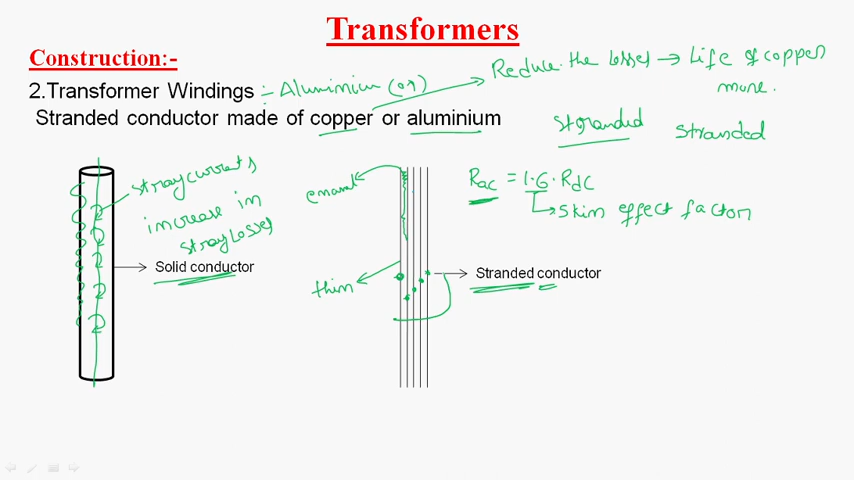 Transformers
Construction:-
Reduce the losses → Life of copper
more.
2.Transformer Windings :- Aluminium (or)
Stranded conductor made of copper or aluminium
Stranded
Stranded
stray currents
increase in
stray losses
Solid conductor
enamal
thin
Rac = 1.6. Rdc
Skin effect factor
Stranded conductor